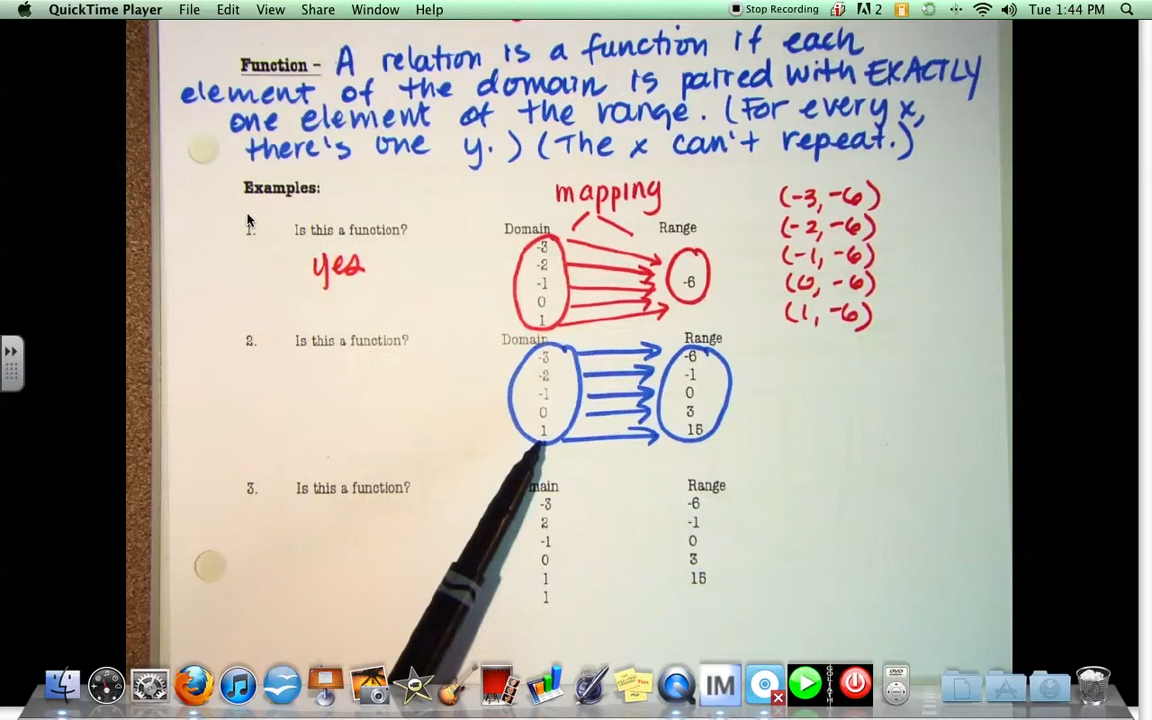 QuickTime Player File Edit View Share Window Help Stop Recording 2 Tue 1:44 PM
Function - A relation is a function if each
element of the domain is paired with EXACTLY
one element of the range. (For every x,
there's one y.) (The x can't repeat.)
Examples:
mapping
1. Is this a function? Domain Range
yes
-3
-2
-1 -6
0
1
(-3, -6)
(-2, -6)
(-1, -6)
(0, -6)
(1, -6)
2. Is this a function? Domain Range
-3 -6
-2 -1
-1 0
0 3
1 15
3. Is this a function? main Range
-3 -6
2 -1
-1 0
0 3
1 15
1
IM
GOLIATH